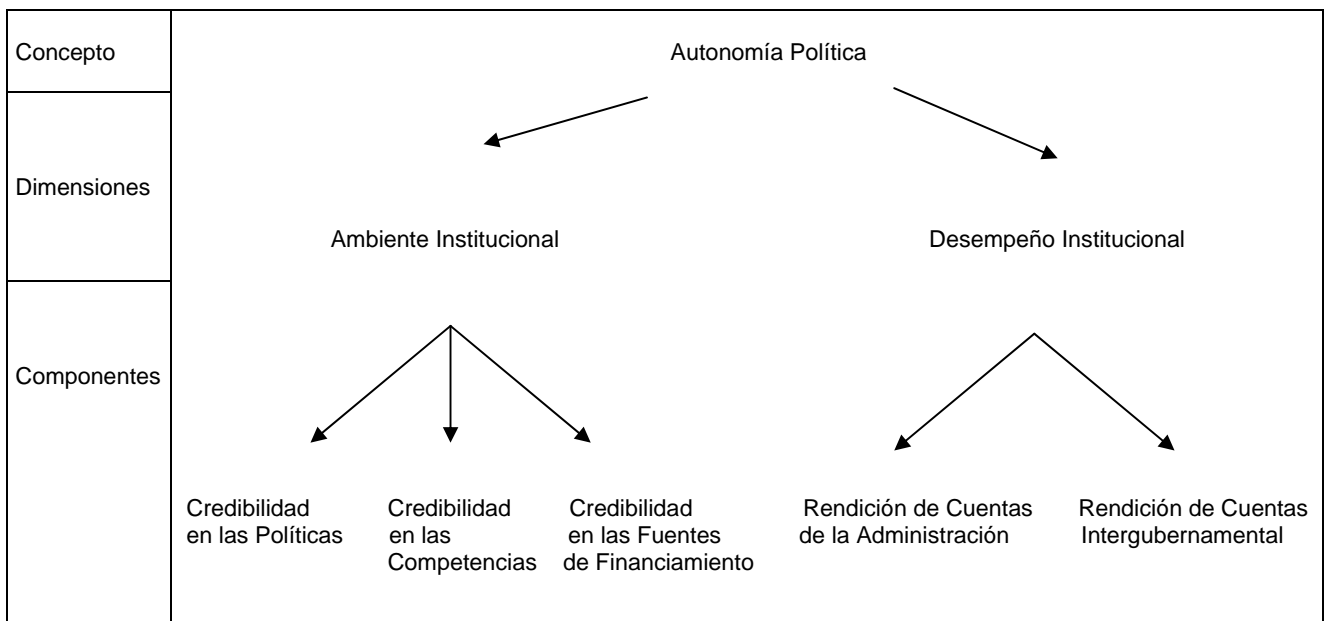 Concepto
Autonomía Política
Dimensiones
Ambiente Institucional
Desempeño Institucional
Componentes
Credibilidad
en las Políticas
Credibilidad
en las
Competencias
Credibilidad
en las Fuentes
de Financiamiento
Rendición de Cuentas
de la Administración
Rendición de Cuentas
Intergubernamental